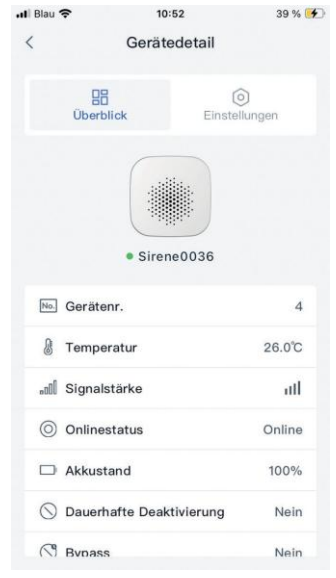 Blau 10:52 39 %
Gerätedetail
Überblick Einstellungen
Sirene0036
No. Gerätenr. 4
Temperatur 26.0°C
Signalstärke
Onlinestatus Online
Akkustand 100%
Dauerhafte Deaktivierung Nein
Bypass Nein